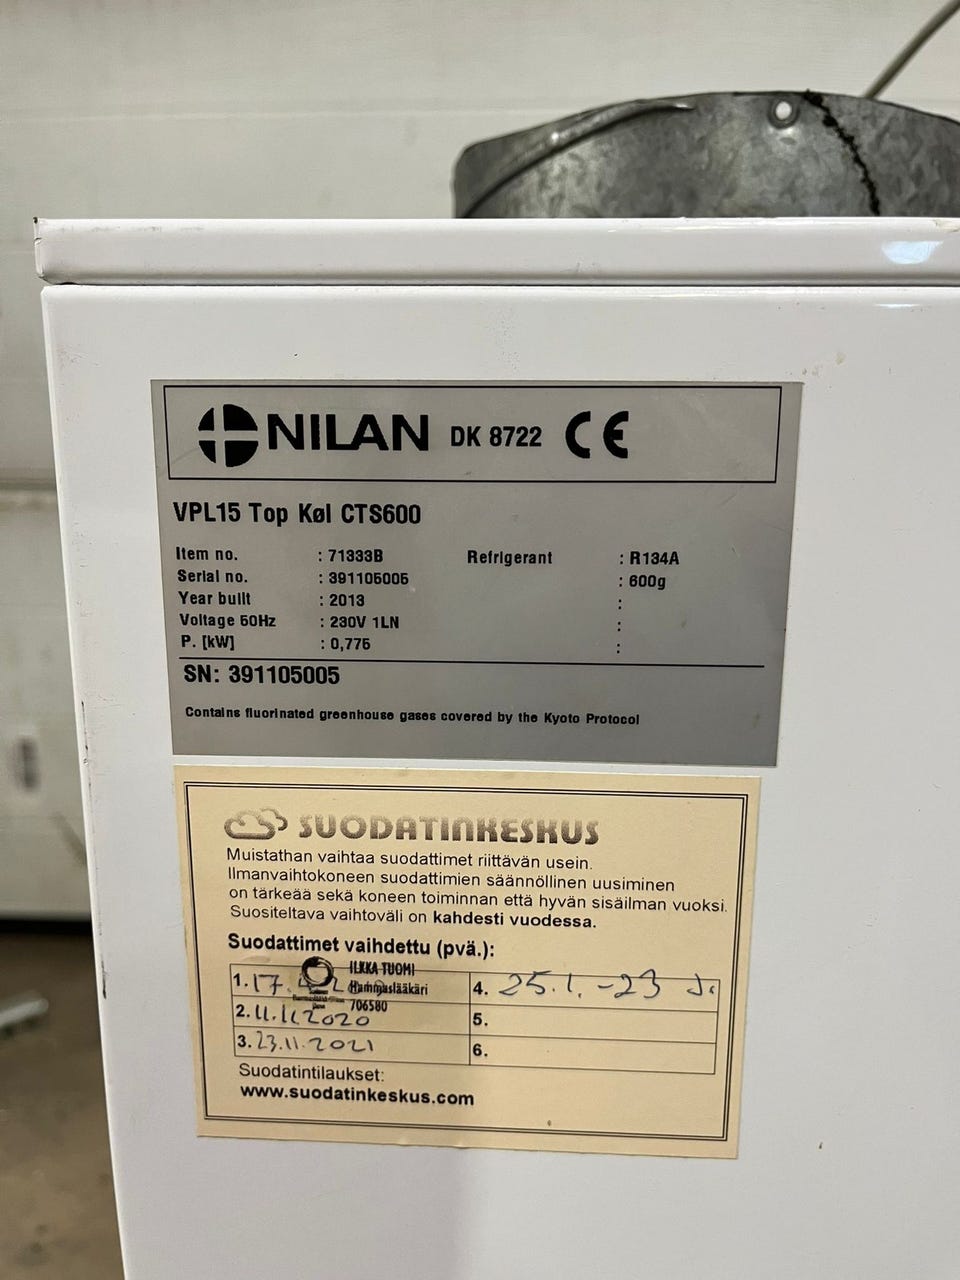 NILAN DK 8722 CE
VPL15 Top Køl CTS600
Item no. : 71333B Refrigerant : R134A
Serial no. : 391105005 : 600g
Year built : 2013 :
Voltage 50Hz : 230V 1LN :
P. [kW] : 0,775 :
SN: 391105005
Contains fluorinated greenhouse gases covered by the Kyoto Protocol
SUODATINKESKUS
Muistathan vaihtaa suodattimet riittävän usein.
Ilmanvaihtokoneen suodattimien säännöllinen uusiminen
on tärkeää sekä koneen toiminnan että hyvän sisäilman vuoksi.
Suositeltava vaihtoväli on kahdesti vuodessa.
Suodattimet vaihdettu (pvä.):
ILKKA TUOMI
1. 17. Hammaslääkäri 4. 25.1.-23 J.
706580
2. 11.11.2020 5.
3. 23.11.2021 6.
Suodatintilaukset:
www.suodatinkeskus.com